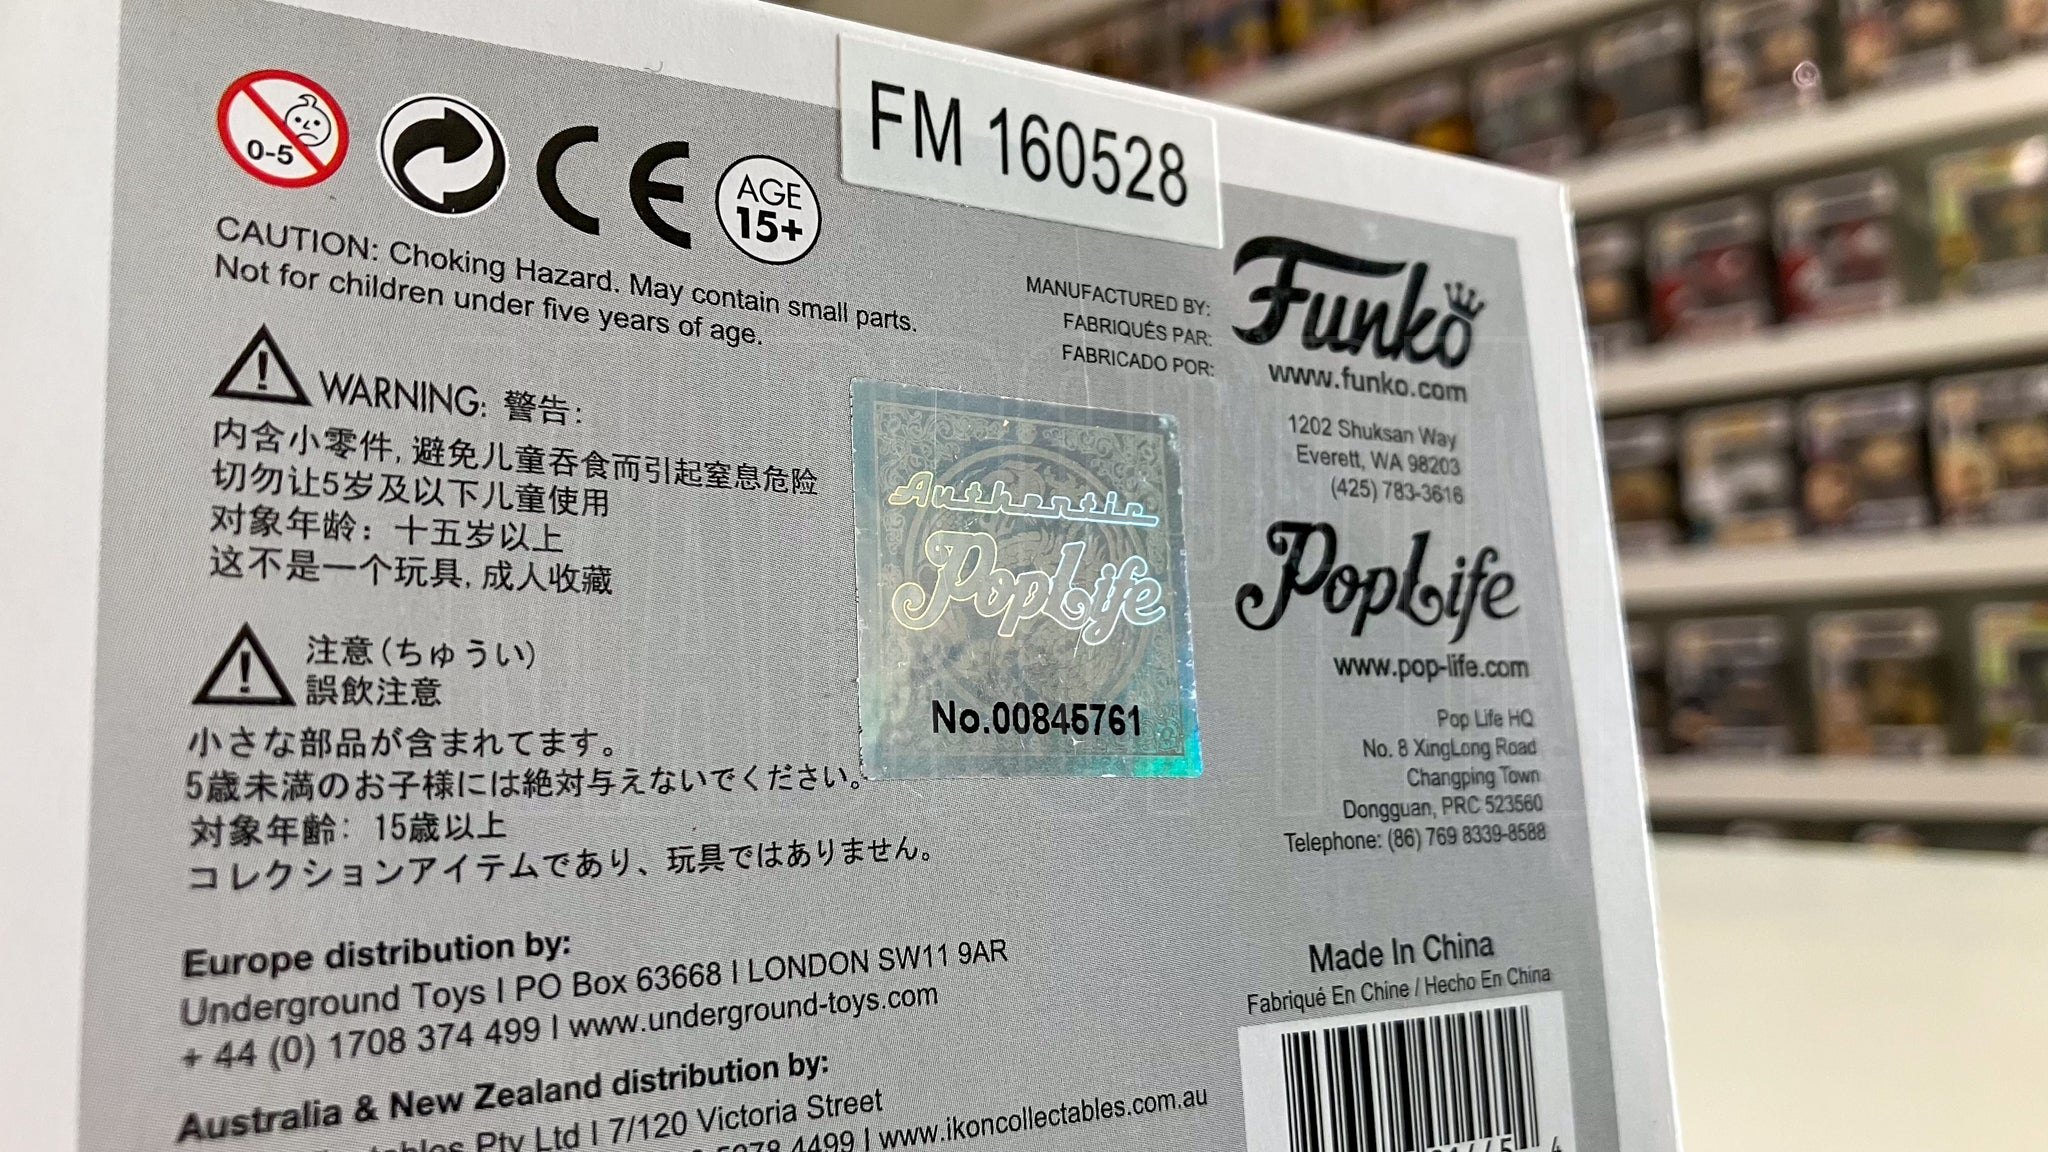 0-5
CE
AGE
15+
FM 160528
CAUTION: Choking Hazard. May contain small parts.
Not for children under five years of age.
WARNING: 警告:
内含小零件, 避免儿童吞食而引起窒息危险
切勿让5岁及以下儿童使用
对象年龄: 十五岁以上
这不是一个玩具, 成人收藏
注意(ちゅうい)
誤飲注意
小さな部品が含まれてます。
5歳未満のお子様には絶対与えないでください。
対象年齢: 15歳以上
コレクションアイテムであり、玩具ではありません。
Europe distribution by:
Underground Toys I PO Box 63668 I LONDON SW11 9AR
+ 44 (0) 1708 374 499 I www.underground-toys.com
Australia & New Zealand distribution by:
Pty Ltd I 7/120 Victoria Street
4499 I www.ikoncollectables.com.au
Authentic
PopLife
No.00845761
MANUFACTURED BY:
FABRIQUÉS PAR:
FABRICADO POR:
Funko
www.funko.com
1202 Shuksan Way
Everett, WA 98203
(425) 783-3616
PopLife
www.pop-life.com
Pop Life HQ
No. 8 XingLong Road
Changping Town
Dongguan, PRC 523560
Telephone: (86) 769 8339-8588
Made In China
Fabriqué En Chine / Hecho En China